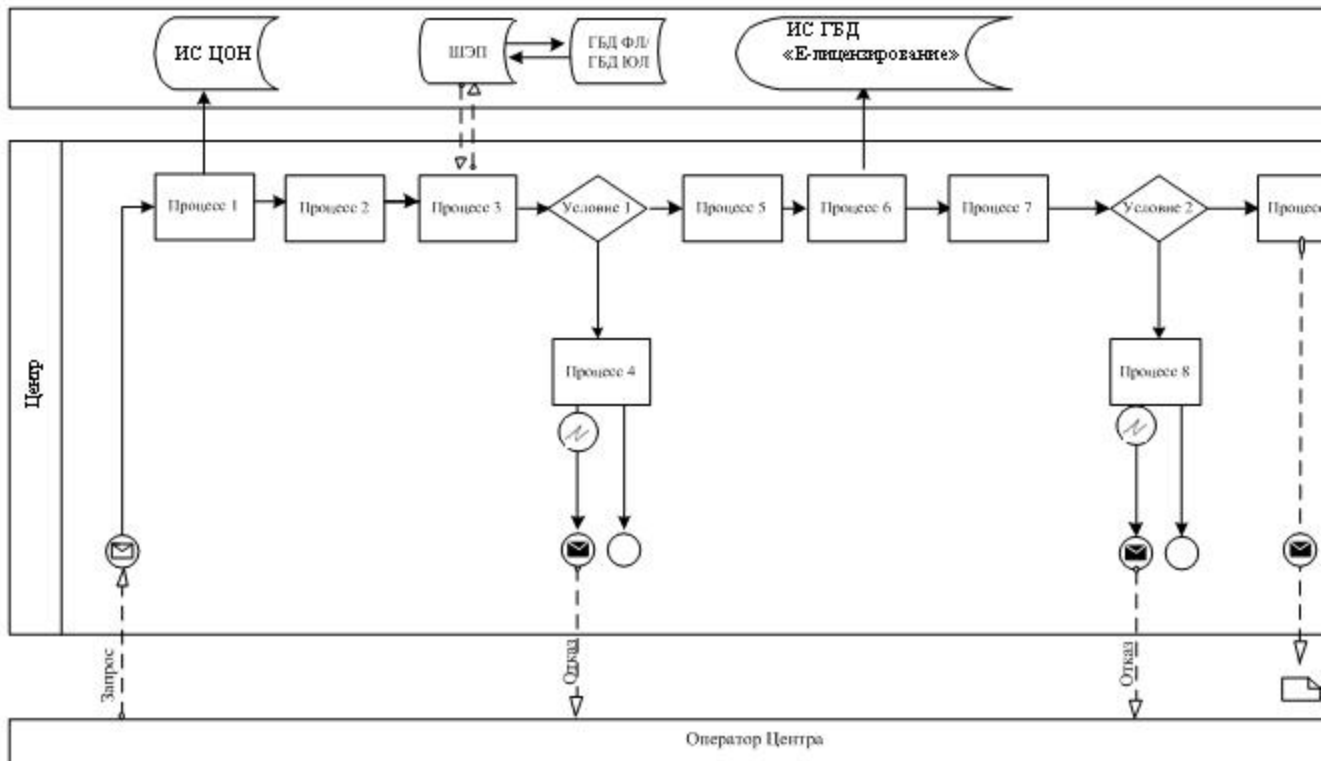 ИС ЦОН
ШЭП
ГБД ФЛ/
ГБД ЮЛ
ИС ГБД
«Е-лицензирование»
Процесс 1
Процесс 2
Процесс 3
Условие 1
Процесс 5
Процесс 6
Процесс 7
Условие 2
Процес
Центр
Процесс 4
Процесс 8
Запрос
Отказ
Отказ
Оператор Центра